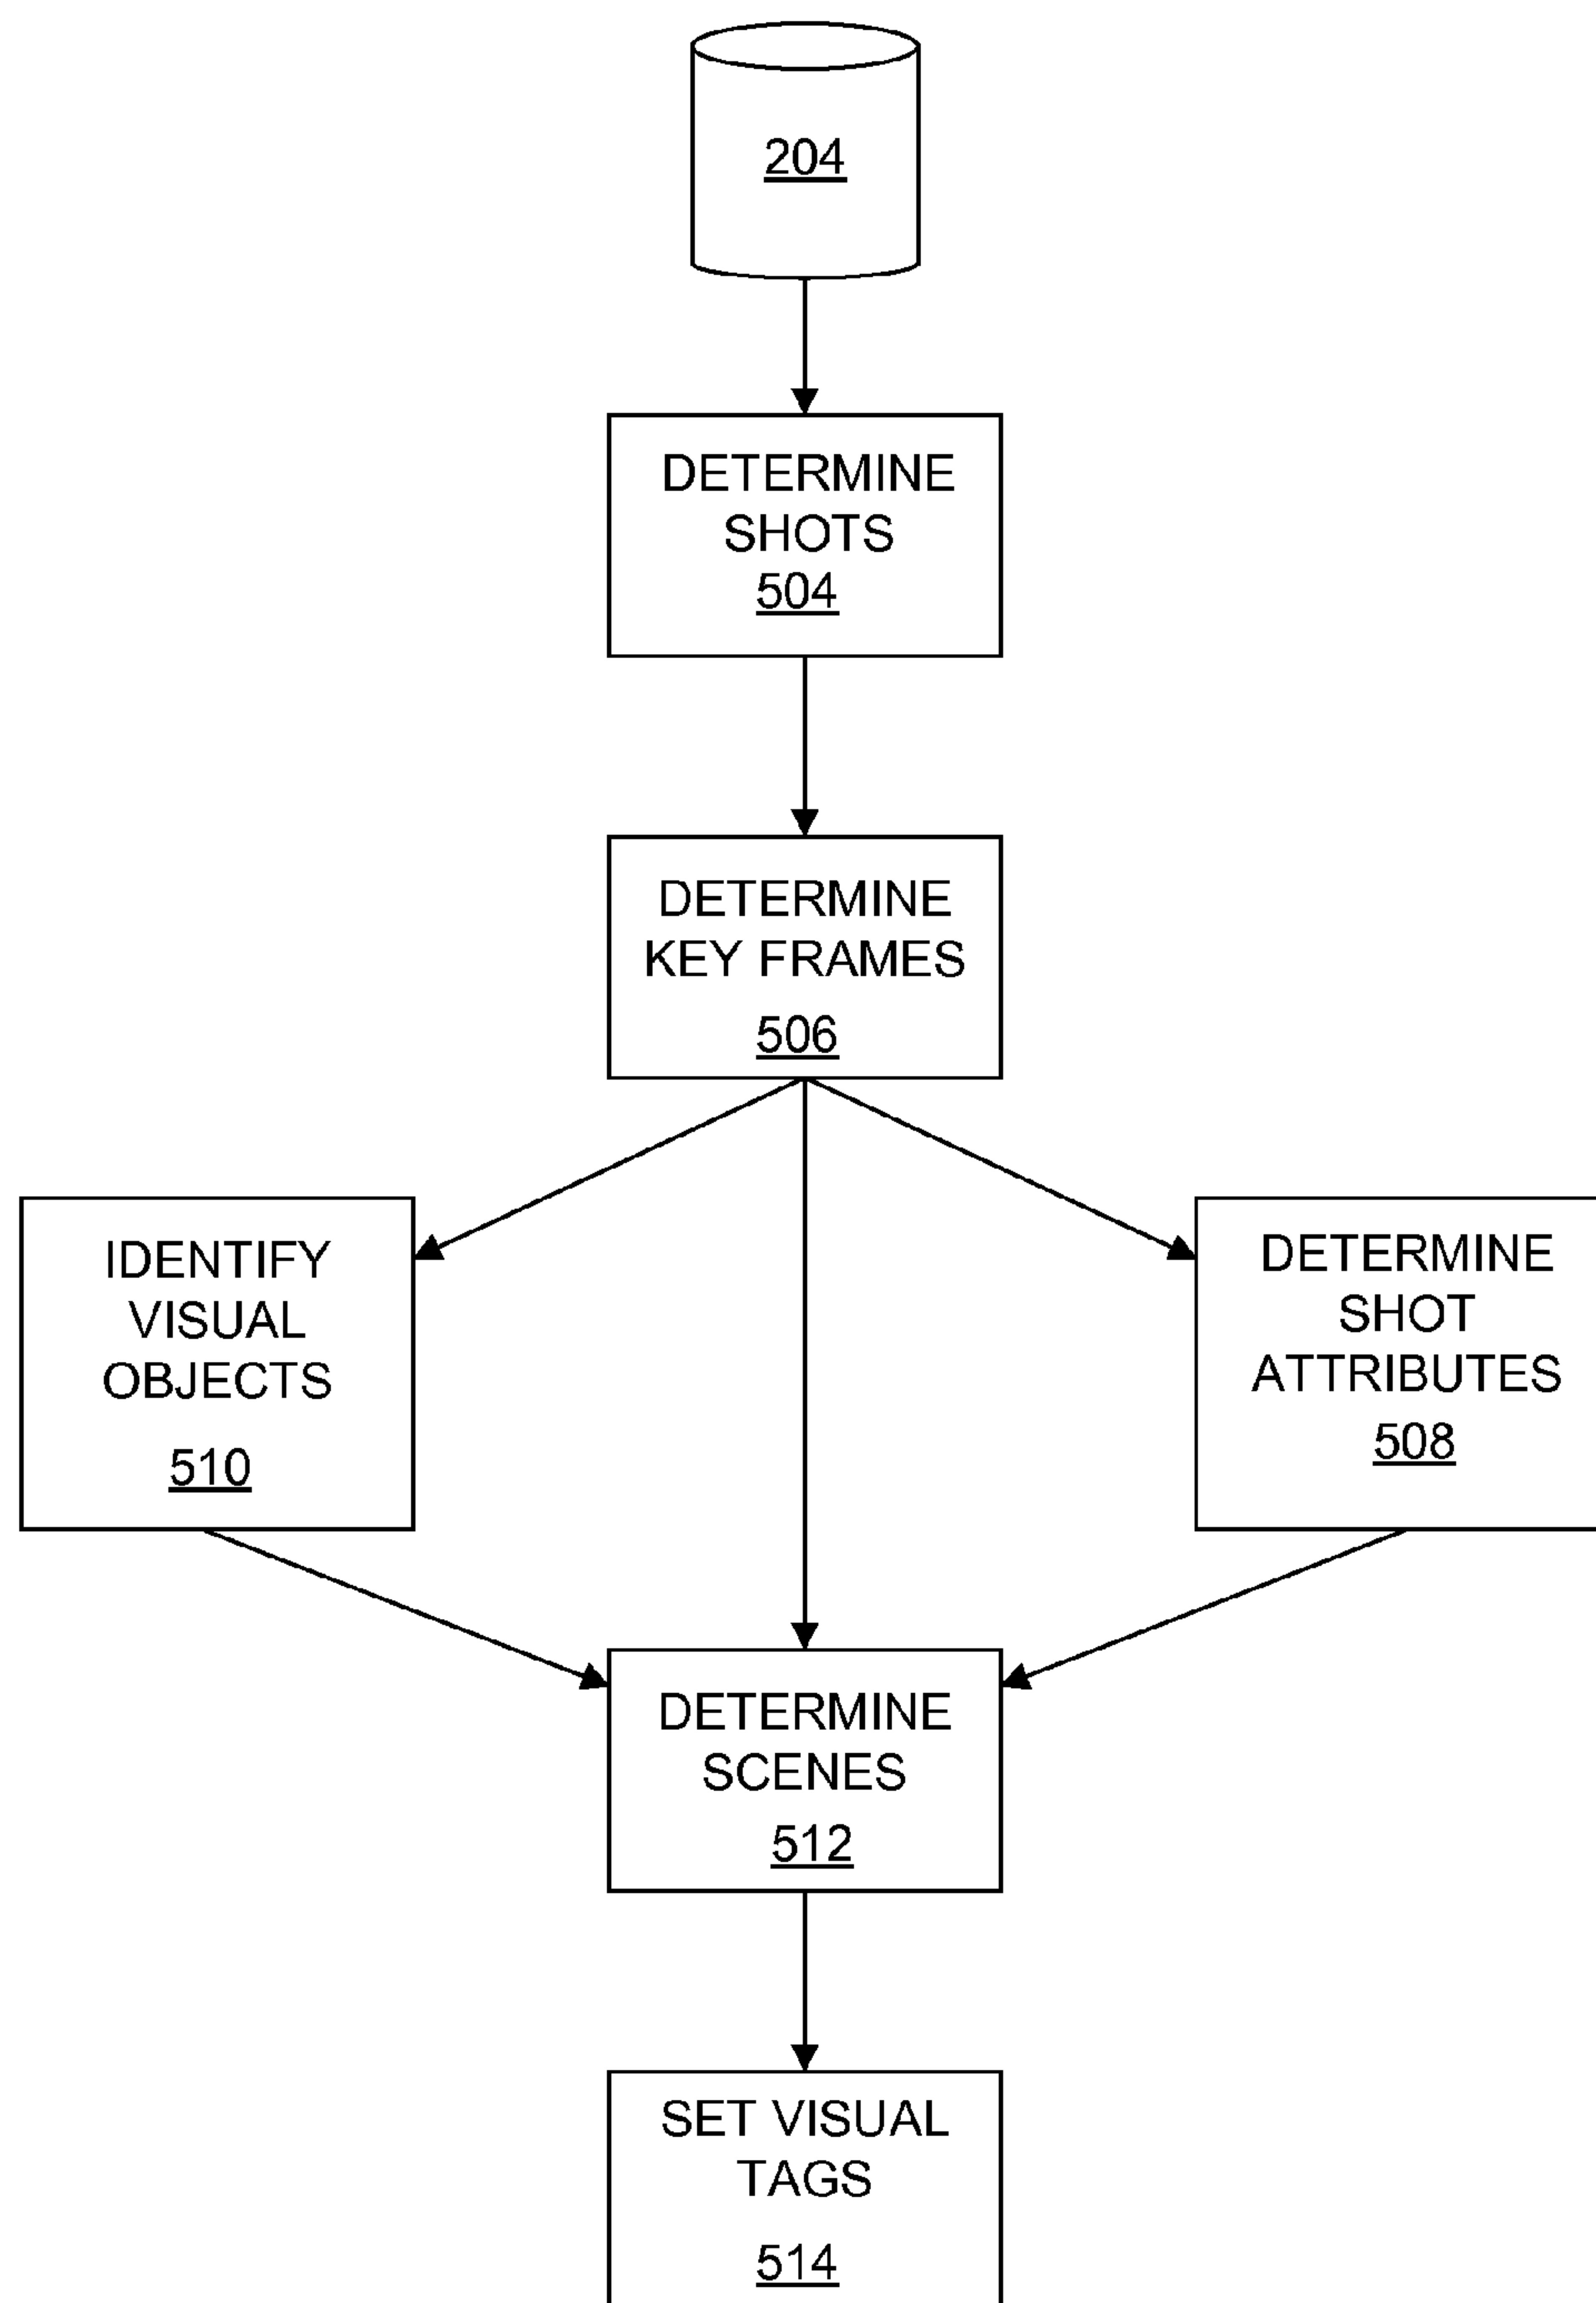 204
DETERMINE
SHOTS
504
DETERMINE
KEY FRAMES
506
IDENTIFY
VISUAL
OBJECTS
510
DETERMINE
SHOT
ATTRIBUTES
508
DETERMINE
SCENES
512
SET VISUAL
TAGS
514